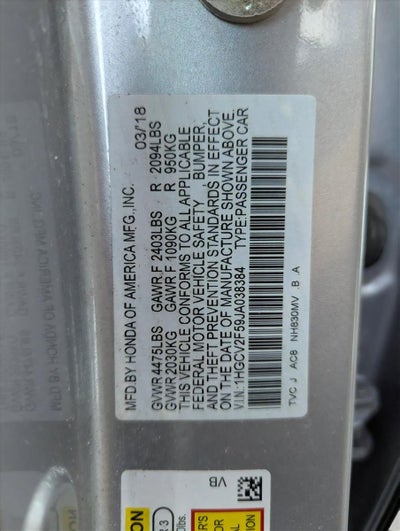 MFD.BY HONDA OF AMERICA MFG.,INC. 03/'18
GVWR 4475LBS GAWR.F 2403LBS R 2094LBS
GVWR 2030KG GAWR F 1090KG R 950KG
THIS VEHICLE CONFORMS TO ALL APPLICABLE
FEDERAL MOTOR VEHICLE SAFETY , BUMPER,
AND THEFT PREVENTION STANDARDS IN EFFECT
ON THE DATE OF MANUFACTURE SHOWN ABOVE.
V.I.N.:1HGCV2F59JA038384 TYPE:PASSENGER CAR
TVC J AC8 NH830MV .B .A
VB